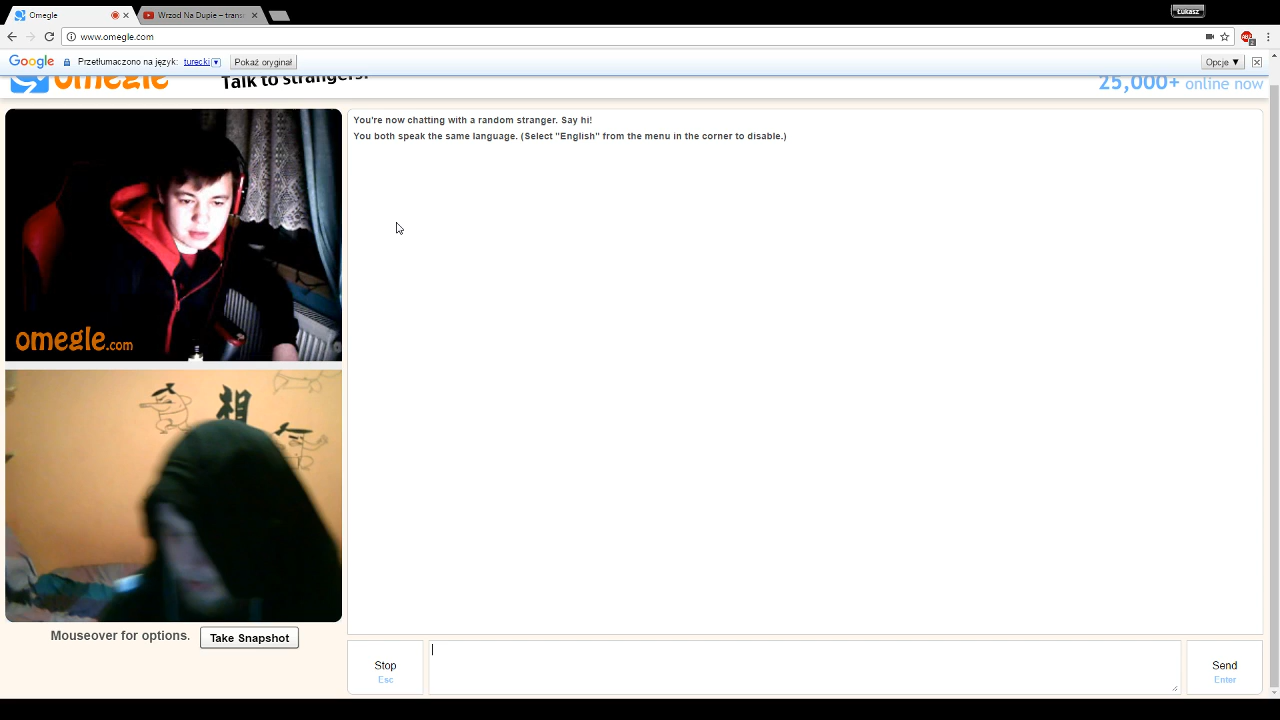 Omegle
Wrzod Na Dupie – trans
Łukasz
www.omegle.com
Google
Przetłumaczono na język: turecki
Pokaż oryginał
Opcje ▼
omegle
Talk to strangers!
25,000+ online now
You're now chatting with a random stranger. Say hi!
You both speak the same language. (Select "English" from the menu in the corner to disable.)
omegle.com
相
Mouseover for options.
Take Snapshot
Stop
Esc
Send
Enter